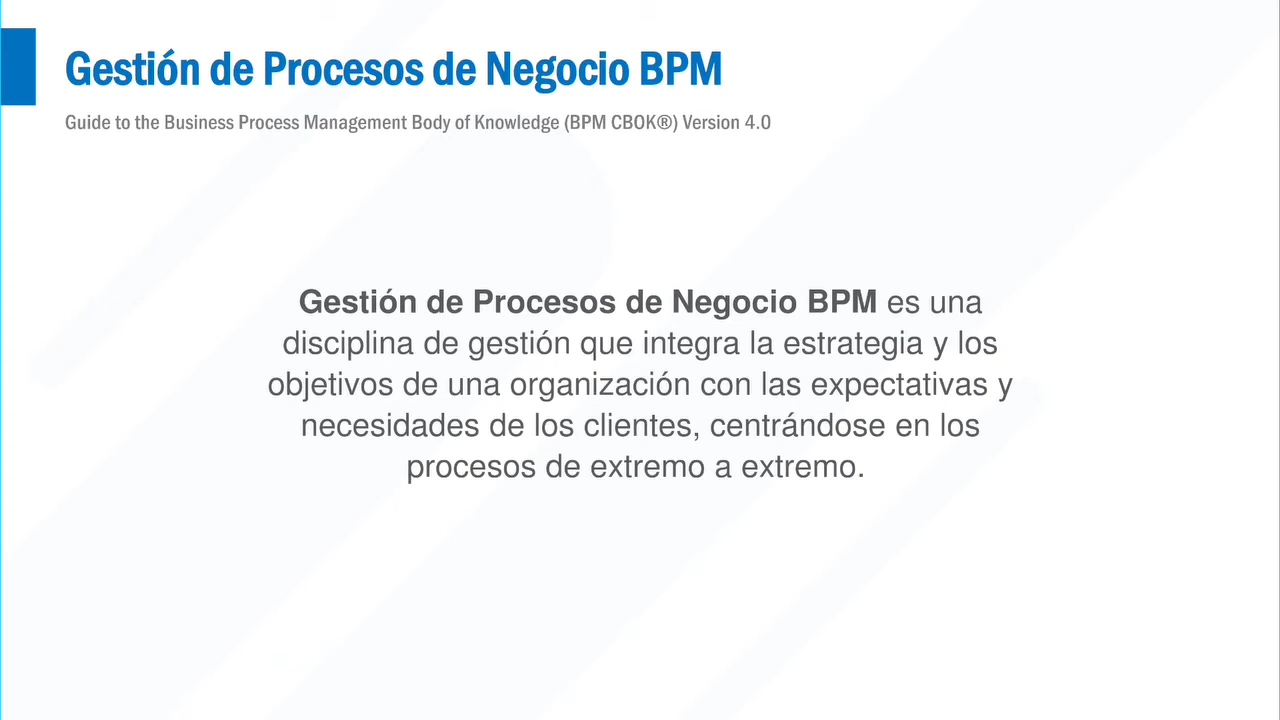 Gestión de Procesos de Negocio BPM
Guide to the Business Process Management Body of Knowledge (BPM CBOK®) Version 4.0
Gestión de Procesos de Negocio BPM es una
disciplina de gestión que integra la estrategia y los
objetivos de una organización con las expectativas y
necesidades de los clientes, centrándose en los
procesos de extremo a extremo.